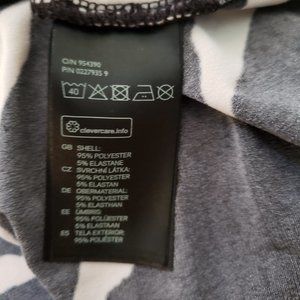 O/N 954390
P/N 0227935 9
40
clevercare.info
GB SHELL:
95% POLYESTER
5% ELASTANE
CZ SVRCHNÍ LÁTKA:
95% POLYESTER
5% ELASTAN
DE OBERMATERIAL:
95% POLYESTER
5% ELASTHAN
EE ÜMBRIS:
95% POLÜESTER
5% ELASTAAN
ES TELA EXTERIOR:
95% POLIÉSTER